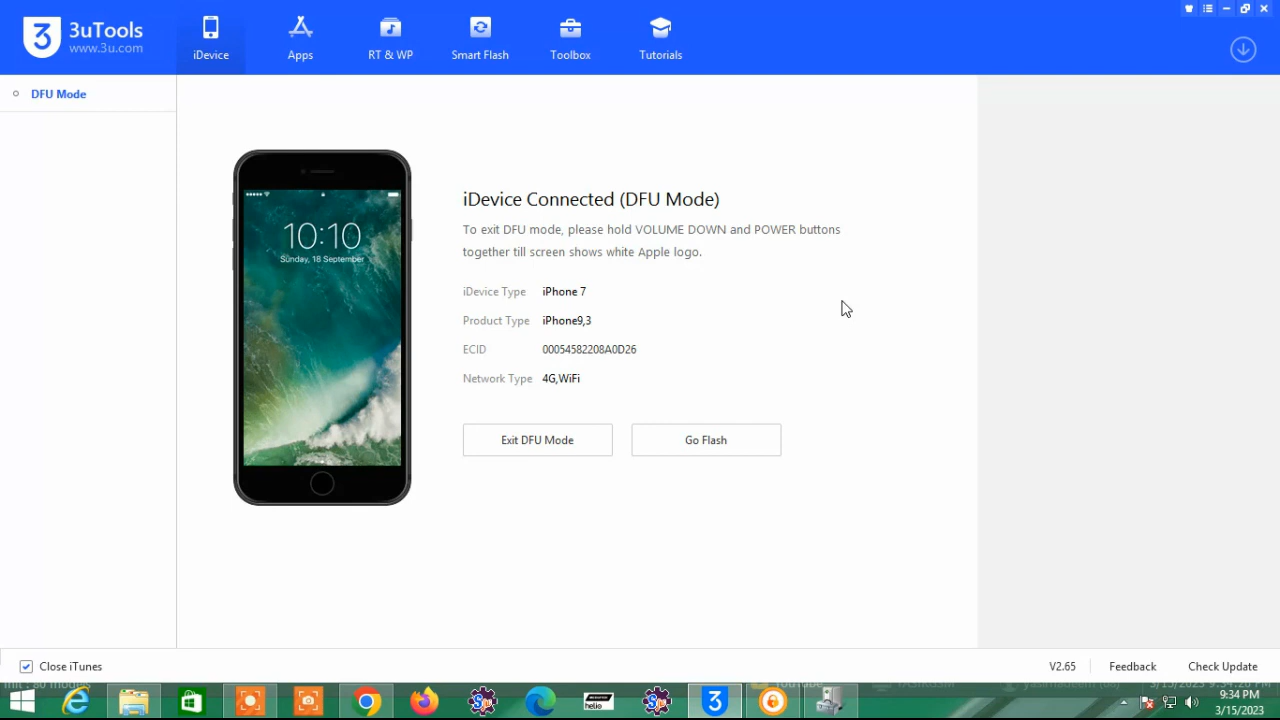 3
3uTools
www.3u.com
iDevice
Apps
RT & WP
Smart Flash
Toolbox
Tutorials
DFU Mode
10:10
Sunday, 18 September
iDevice Connected (DFU Mode)
To exit DFU mode, please hold VOLUME DOWN and POWER buttons
together till screen shows white Apple logo.
iDevice Type iPhone 7
Product Type iPhone9,3
ECID 00054582208A0D26
Network Type 4G,WiFi
Exit DFU Mode
Go Flash
Close iTunes
V2.65
Feedback
Check Update
helio
3
9:34 PM
3/15/2023